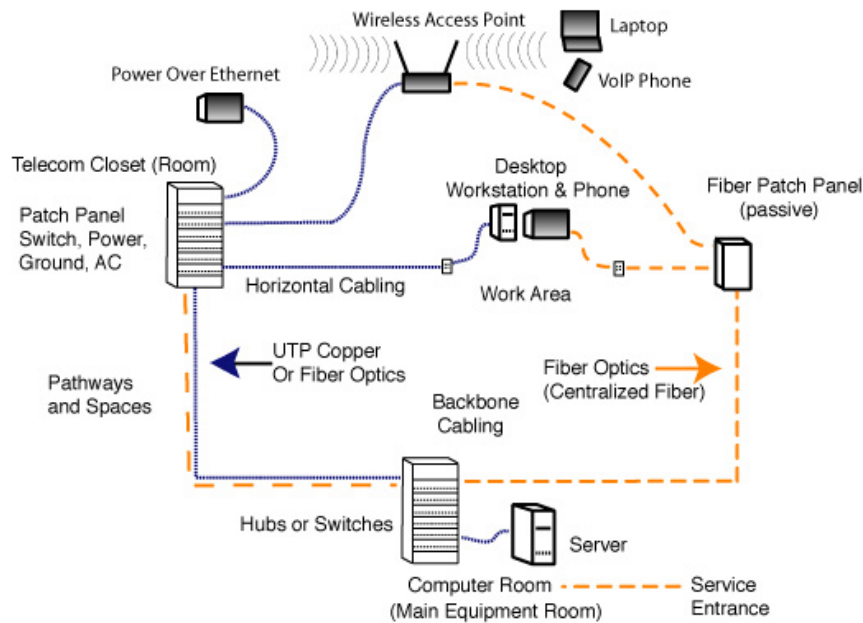 Wireless Access Point
Laptop
VoIP Phone
Power Over Ethernet
Telecom Closet (Room)
Patch Panel
Switch, Power,
Ground, AC
Desktop
Workstation & Phone
Fiber Patch Panel
(passive)
Horizontal Cabling
Work Area
UTP Copper
Or Fiber Optics
Fiber Optics
(Centralized Fiber)
Pathways
and Spaces
Backbone
Cabling
Hubs or Switches
Server
Computer Room
(Main Equipment Room)
Service
Entrance